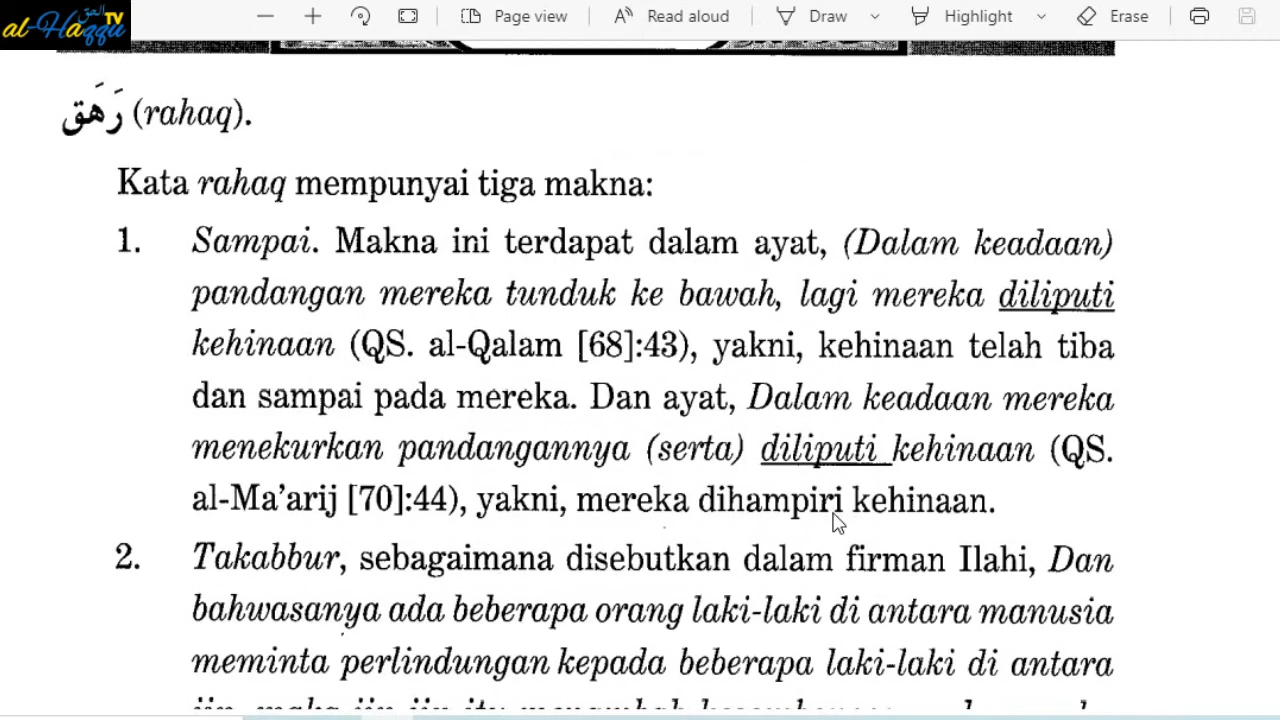 al-Haqqu TV
الحق
Page view
Read aloud
Draw
Highlight
Erase
رَهَق (rahaq).
Kata rahaq mempunyai tiga makna:
1. Sampai. Makna ini terdapat dalam ayat, (Dalam keadaan)
pandangan mereka tunduk ke bawah, lagi mereka diliputi
kehinaan (QS. al-Qalam [68]:43), yakni, kehinaan telah tiba
dan sampai pada mereka. Dan ayat, Dalam keadaan mereka
menekurkan pandangannya (serta) diliputi kehinaan (QS.
al-Ma’arij [70]:44), yakni, mereka dihampiri kehinaan.
2. Takabbur, sebagaimana disebutkan dalam firman Ilahi, Dan
bahwasanya ada beberapa orang laki-laki di antara manusia
meminta perlindungan kepada beberapa laki-laki di antara